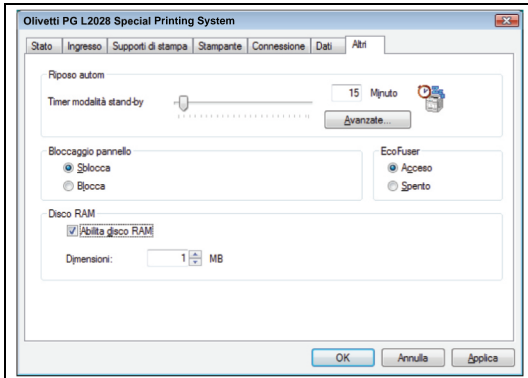 Olivetti PG L2028 Special Printing System
Stato Ingresso Supporti di stampa Stampante Connessione Dati Altri
Riposo autom
Timer modalità stand-by 15 Minuto
Avanzate...
Bloccaggio pannello EcoFuser
Sblocca Acceso
Blocca Spento
Disco RAM
Abilita disco RAM
Dimensioni: 1 MB
OK Annulla Applica